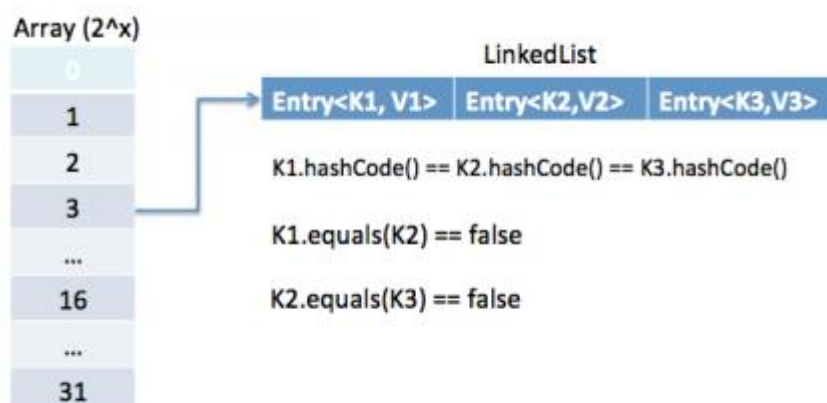 Array (2^x)
0
1
2
3
...
16
...
31
LinkedList
Entry<K1, V1> Entry<K2,V2> Entry<K3,V3>
K1.hashCode() == K2.hashCode() == K3.hashCode()
K1.equals(K2) == false
K2.equals(K3) == false